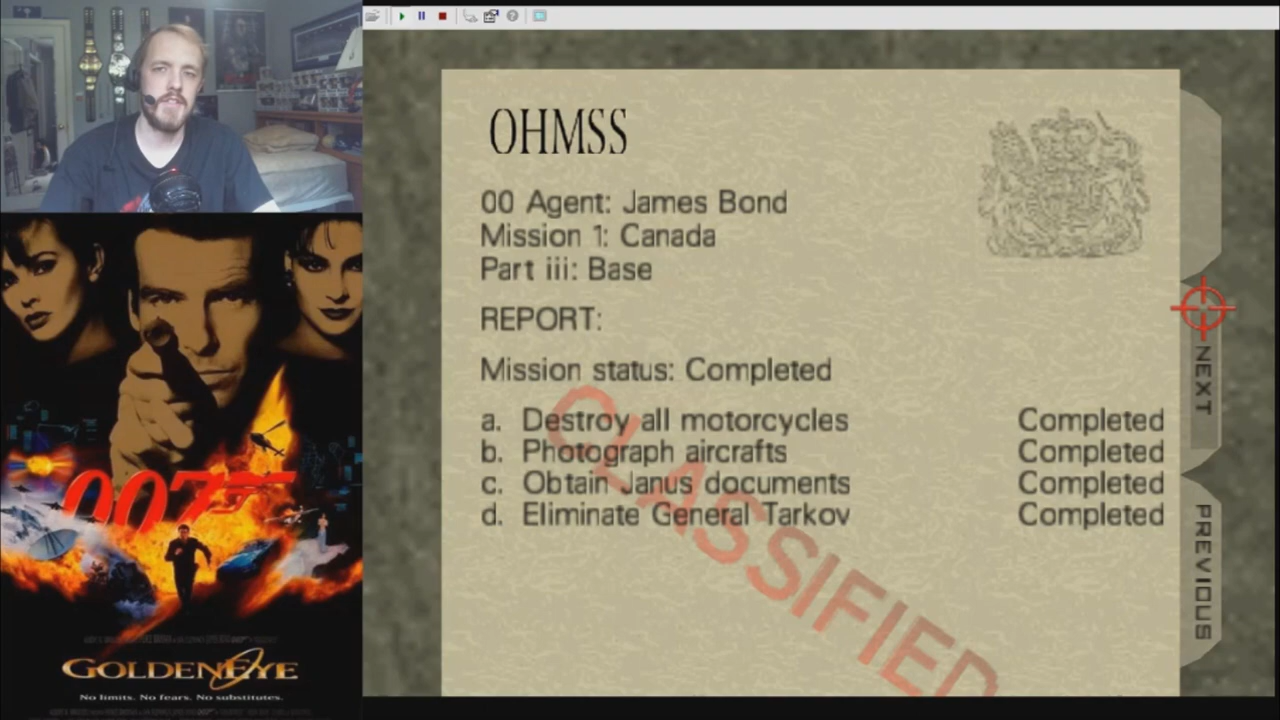 OHMSS
00 Agent: James Bond
Mission 1: Canada
Part iii: Base
REPORT:
Mission status: Completed
a. Destroy all motorcycles Completed
b. Photograph aircrafts Completed
c. Obtain Janus documents Completed
d. Eliminate General Tarkov Completed
CLASSIFIED
NEXT
PREVIOUS
007
GOLDENEYE
No limits. No fears. No substitutes.